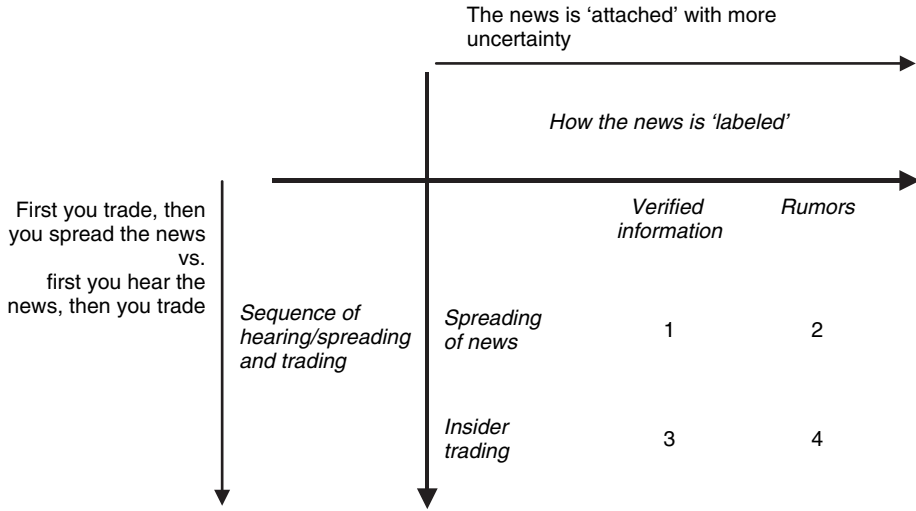 The news is ‘attached’ with more
uncertainty
How the news is ‘labeled’
First you trade, then
you spread the news
vs.
first you hear the
news, then you trade
Verified
information
Rumors
Sequence of
hearing/spreading
and trading
Spreading
of news
1
2
Insider
trading
3
4